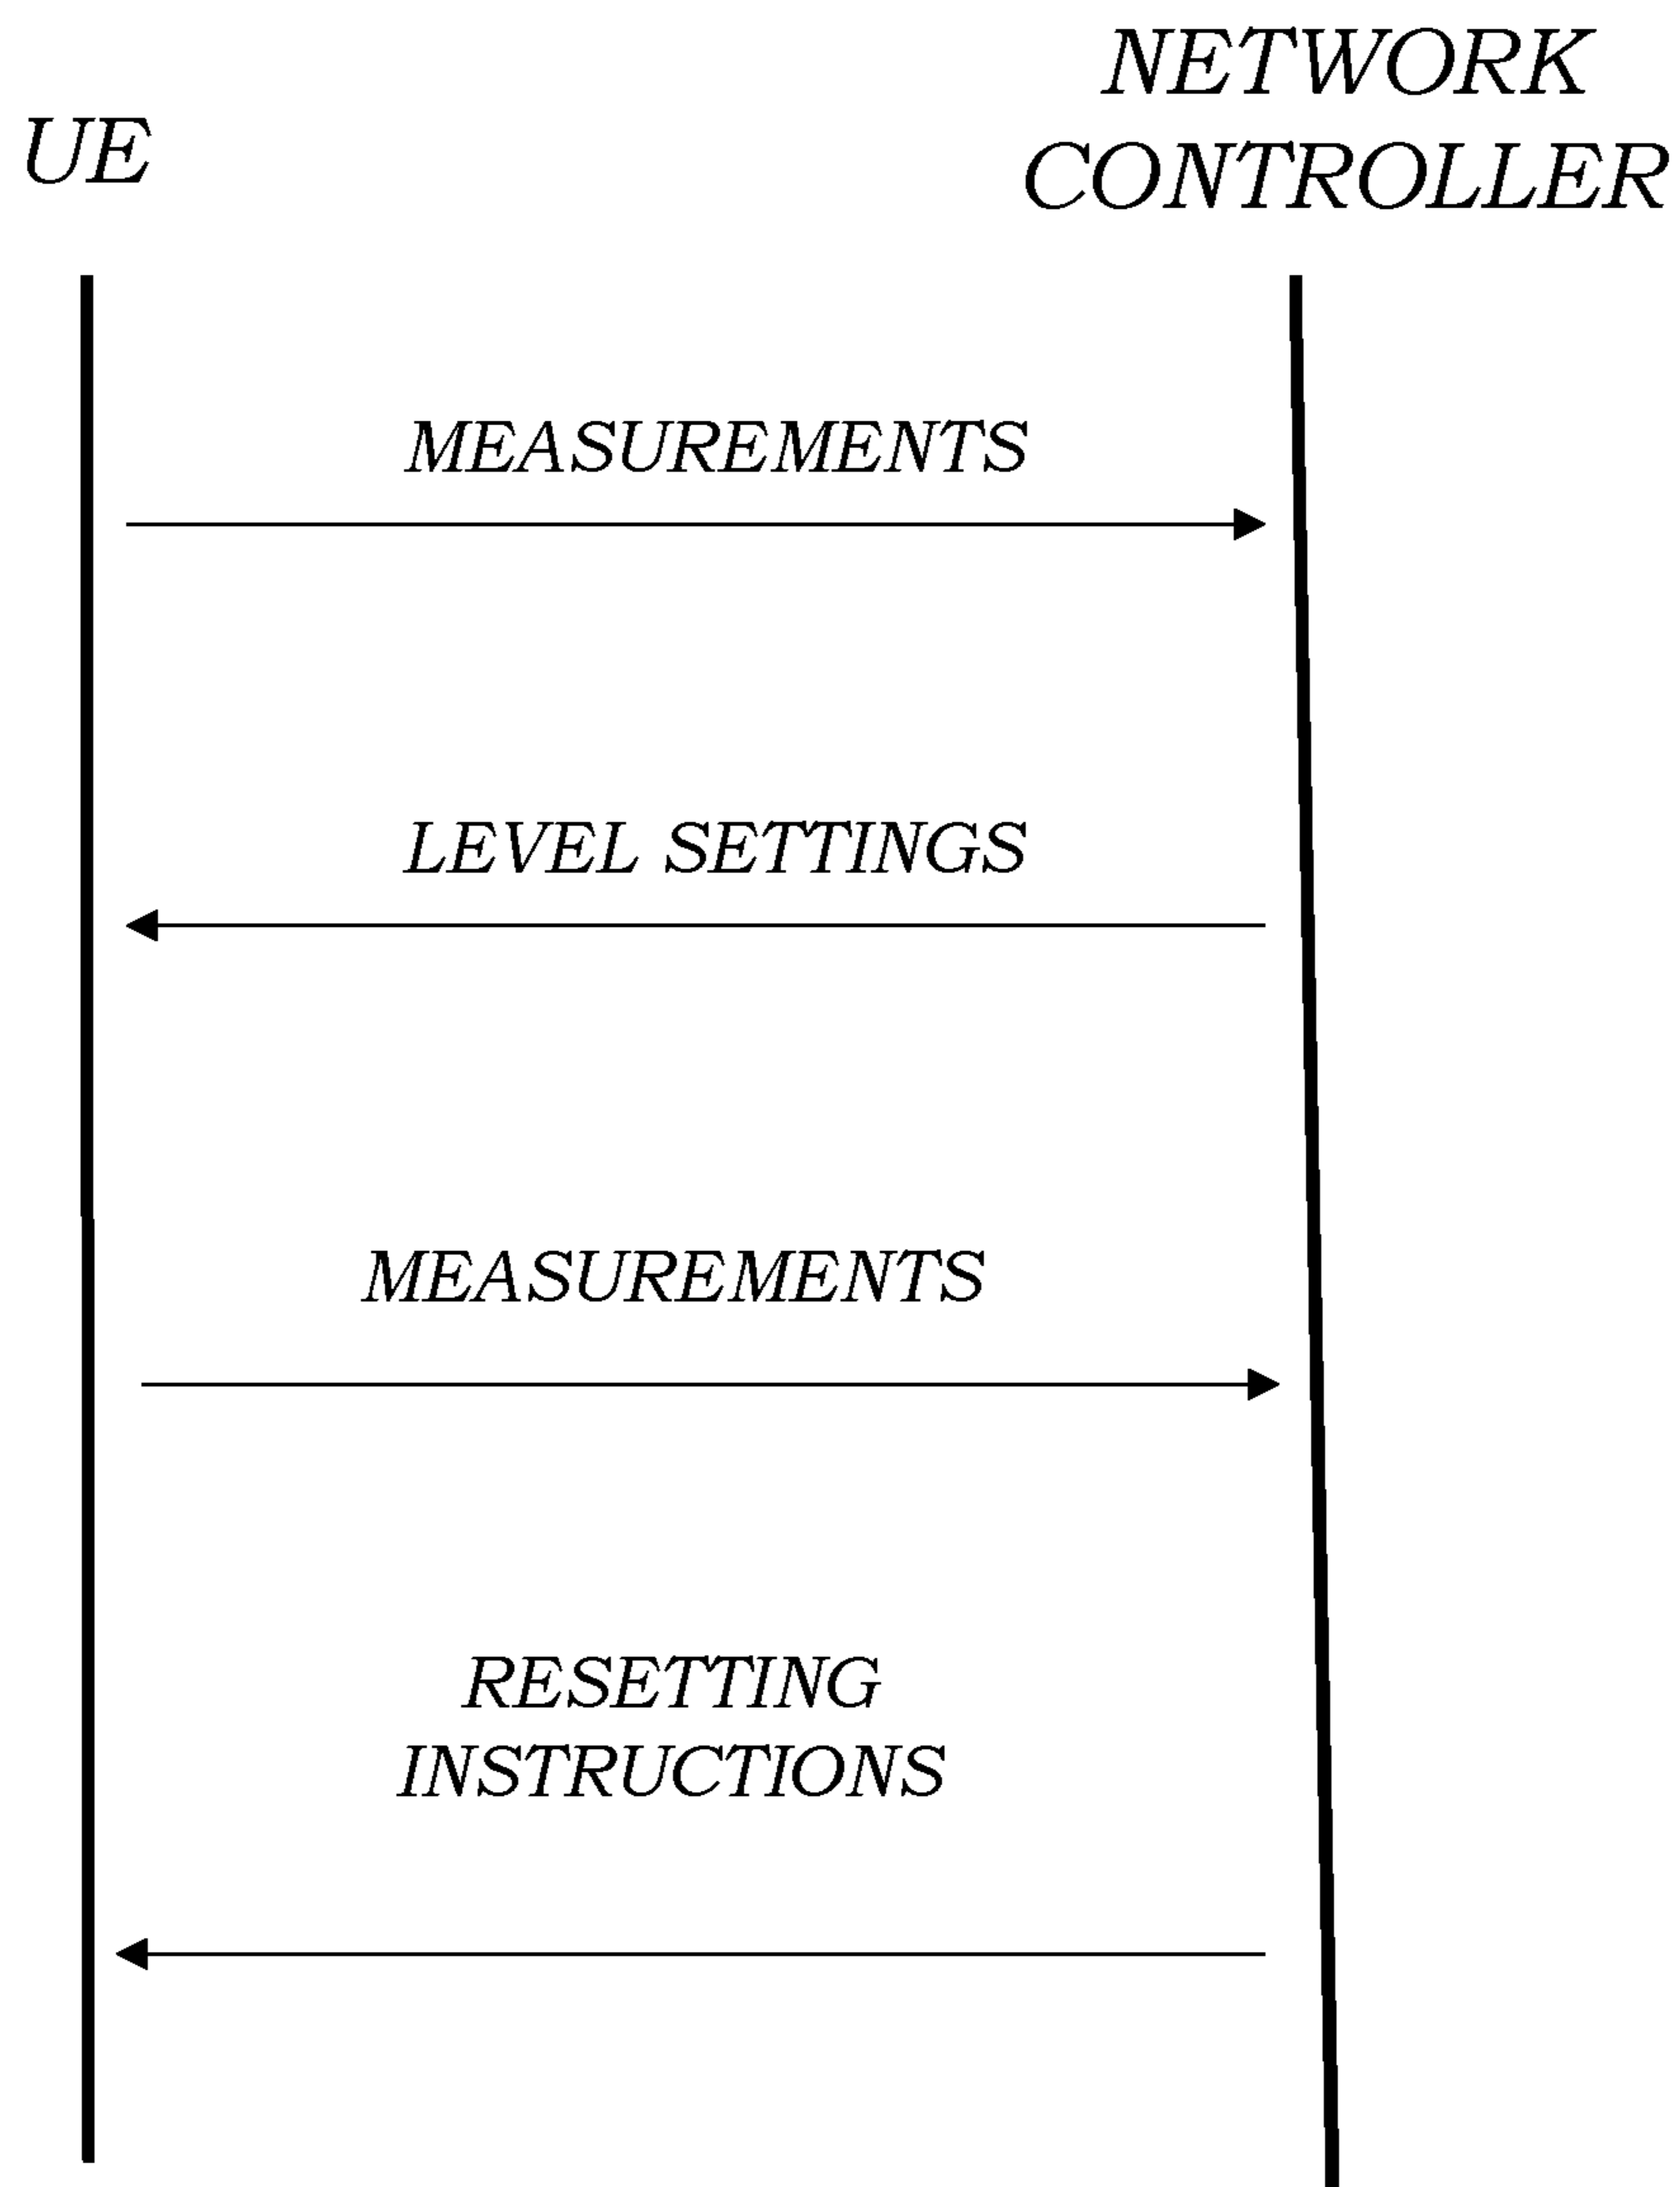 UE
NETWORK
CONTROLLER
MEASUREMENTS
LEVEL SETTINGS
MEASUREMENTS
RESETTING
INSTRUCTIONS